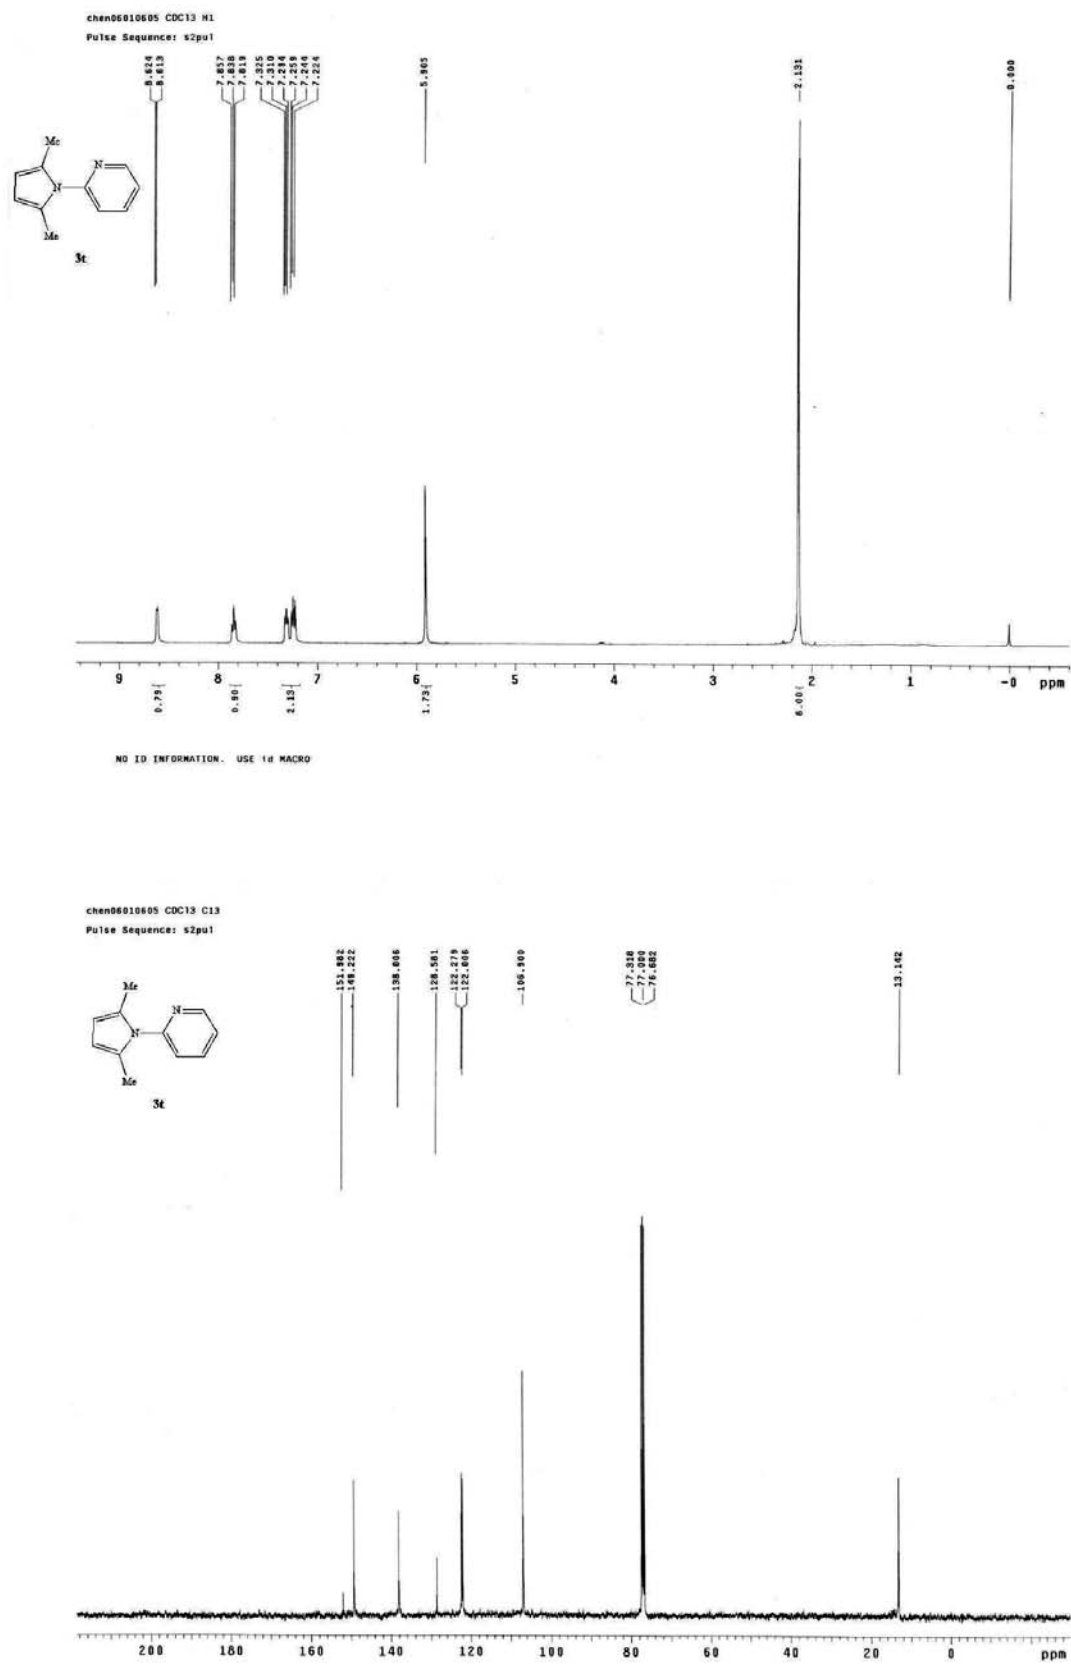 chen06010605 CDCl3 H1
Pulse Sequence: s2pul
8.624
8.613
7.857
7.838
7.819
7.325
7.310
7.294
7.259
7.244
7.224
5.905
2.131
0.000
Me
N
N
Me
3t
9 8 7 6 5 4 3 2 1 -0 ppm
0.79 0.90 2.13 1.73 6.00
NO ID INFORMATION. USE id MACRO
chen06010605 CDCl3 C13
Pulse Sequence: s2pul
151.982
149.222
138.006
128.581
122.279
122.006
106.900
77.318
77.000
76.682
13.142
Me
N
N
Me
3t
200 180 160 140 120 100 80 60 40 20 0 ppm